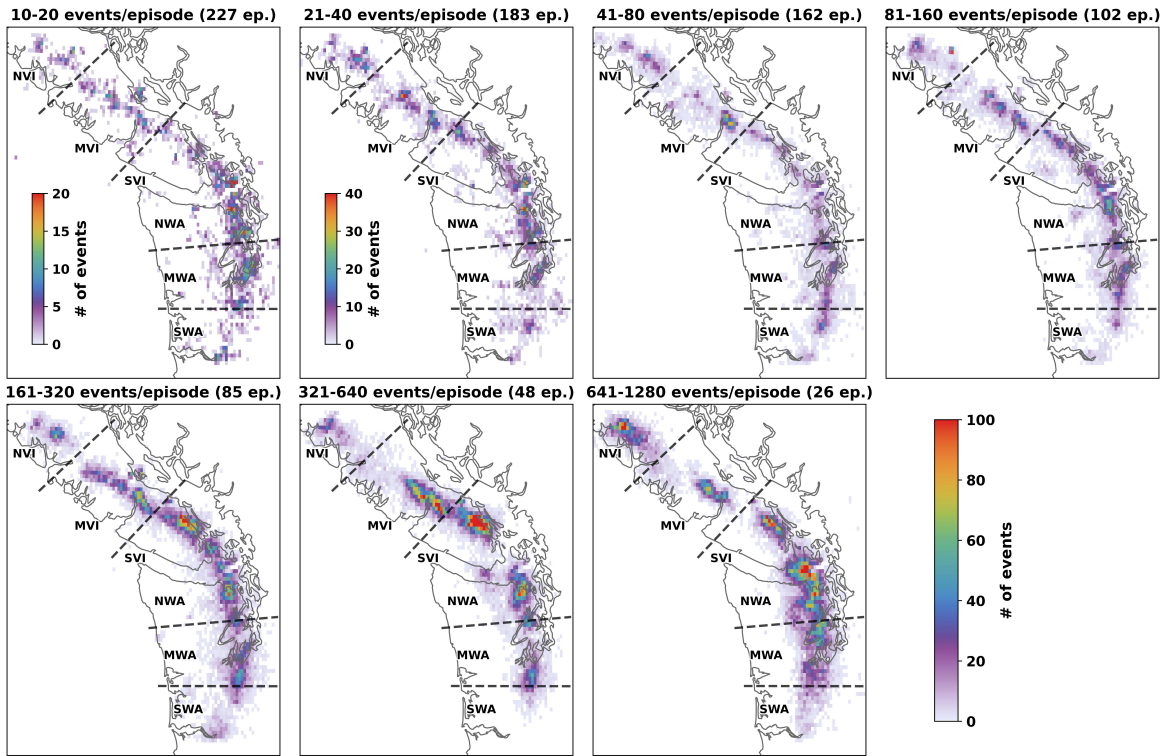 10-20 events/episode (227 ep.)
21-40 events/episode (183 ep.)
41-80 events/episode (162 ep.)
81-160 events/episode (102 ep.)
NVI
MVI
SVI
NWA
MWA
SWA
20
15
10
5
0
# of events
NVI
MVI
SVI
NWA
MWA
SWA
40
30
20
10
0
# of events
NVI
MVI
SVI
NWA
MWA
SWA
NVI
MVI
SVI
NWA
MWA
SWA
161-320 events/episode (85 ep.)
321-640 events/episode (48 ep.)
641-1280 events/episode (26 ep.)
NVI
MVI
SVI
NWA
MWA
SWA
NVI
MVI
SVI
NWA
MWA
SWA
NVI
MVI
SVI
NWA
MWA
SWA
100
80
60
40
20
0
# of events